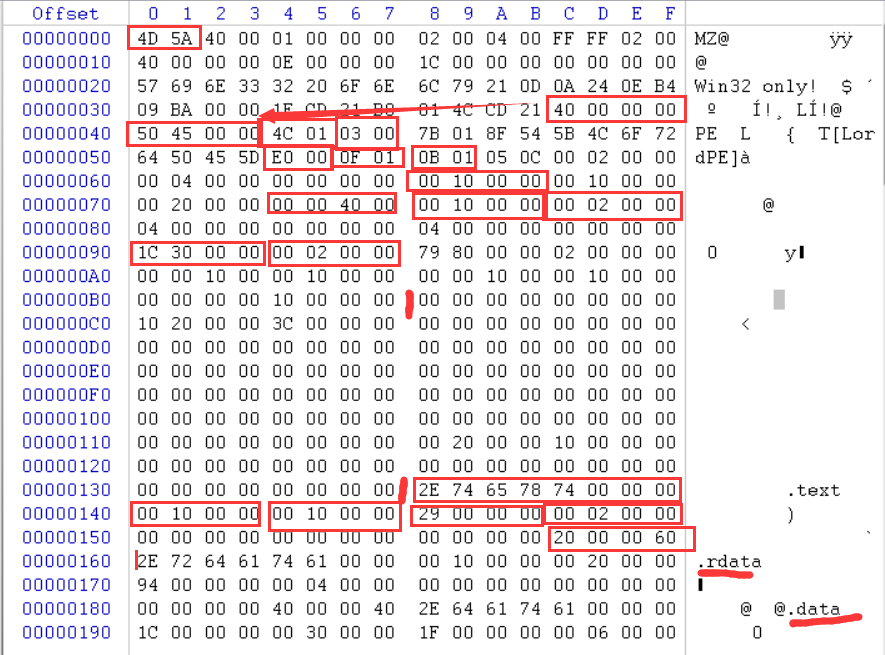 Offset 0 1 2 3 4 5 6 7 8 9 A B C D E F
00000000 4D 5A 40 00 01 00 00 00 02 00 04 00 FF FF 02 00 MZ@ ÿÿ
00000010 40 00 00 00 0E 00 00 00 1C 00 00 00 00 00 00 00 @
00000020 57 69 6E 33 32 20 6F 6E 6C 79 21 0D 0A 24 0E B4 Win32 only! $ ´
00000030 09 BA 00 00 1F CD 21 B8 01 4C CD 21 40 00 00 00 º Í!¸ LÍ!@
00000040 50 45 00 00 4C 01 03 00 7B 01 8F 54 5B 4C 6F 72 PE L { T[Lor
00000050 64 50 45 5D E0 00 0F 01 0B 01 05 0C 00 02 00 00 dPE]à
00000060 00 04 00 00 00 00 00 00 00 10 00 00 00 10 00 00
00000070 00 20 00 00 00 00 40 00 00 10 00 00 00 02 00 00 @
00000080 04 00 00 00 00 00 00 00 04 00 00 00 00 00 00 00
00000090 1C 30 00 00 00 02 00 00 79 80 00 00 02 00 00 00 0 y
000000A0 00 00 10 00 00 10 00 00 00 00 10 00 00 10 00 00
000000B0 00 00 00 00 10 00 00 00 00 00 00 00 00 00 00 00
000000C0 10 20 00 00 3C 00 00 00 00 00 00 00 00 00 00 00 <
000000D0 00 00 00 00 00 00 00 00 00 00 00 00 00 00 00 00
000000E0 00 00 00 00 00 00 00 00 00 00 00 00 00 00 00 00
000000F0 00 00 00 00 00 00 00 00 00 00 00 00 00 00 00 00
00000100 00 00 00 00 00 00 00 00 00 00 00 00 00 00 00 00
00000110 00 00 00 00 00 00 00 00 00 20 00 00 10 00 00 00
00000120 00 00 00 00 00 00 00 00 00 00 00 00 00 00 00 00
00000130 00 00 00 00 00 00 00 00 2E 74 65 78 74 00 00 00 .text
00000140 00 10 00 00 00 10 00 00 29 00 00 00 00 02 00 00 )
00000150 00 00 00 00 00 00 00 00 00 00 00 00 20 00 00 60 `
00000160 2E 72 64 61 74 61 00 00 00 10 00 00 00 20 00 00 .rdata
00000170 94 00 00 00 00 04 00 00 00 00 00 00 00 00 00 00
00000180 00 00 00 00 40 00 00 40 2E 64 61 74 61 00 00 00 @ @.data
00000190 1C 00 00 00 00 30 00 00 1F 00 00 00 00 06 00 00 0